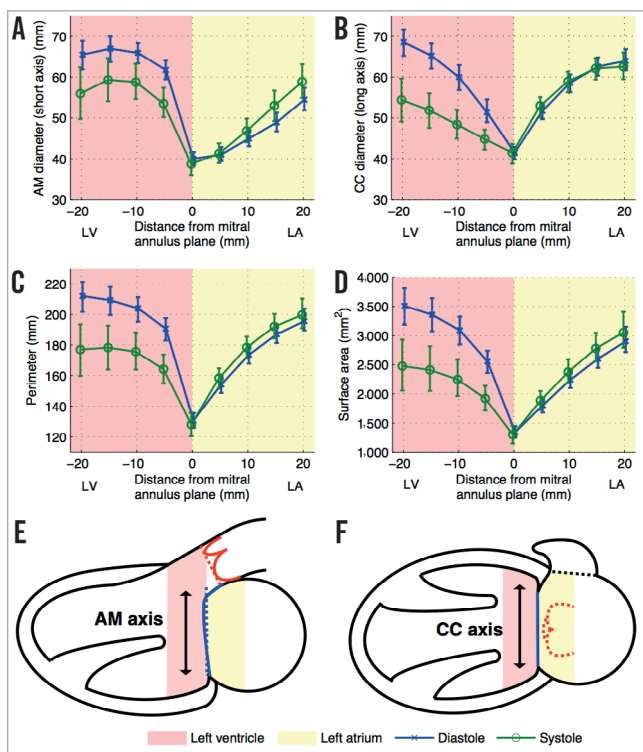 A
AM diameter (short axis) (mm)
70
60
50
40
30
−20 −10 0 10 20
LV Distance from mitral LA
annulus plane (mm)
B
CC diameter (long axis) (mm)
70
60
50
40
30
−20 −10 0 10 20
LV Distance from mitral LA
annulus plane (mm)
C
Perimeter (mm)
220
200
180
160
140
120
−20 −10 0 10 20
LV Distance from mitral LA
annulus plane (mm)
D
Surface area (mm²)
4.000
3.500
3.000
2.500
2.000
1.500
1.000
−20 −10 0 10 20
LV Distance from mitral LA
annulus plane (mm)
E
AM axis
F
CC axis
Left ventricle Left atrium Diastole Systole